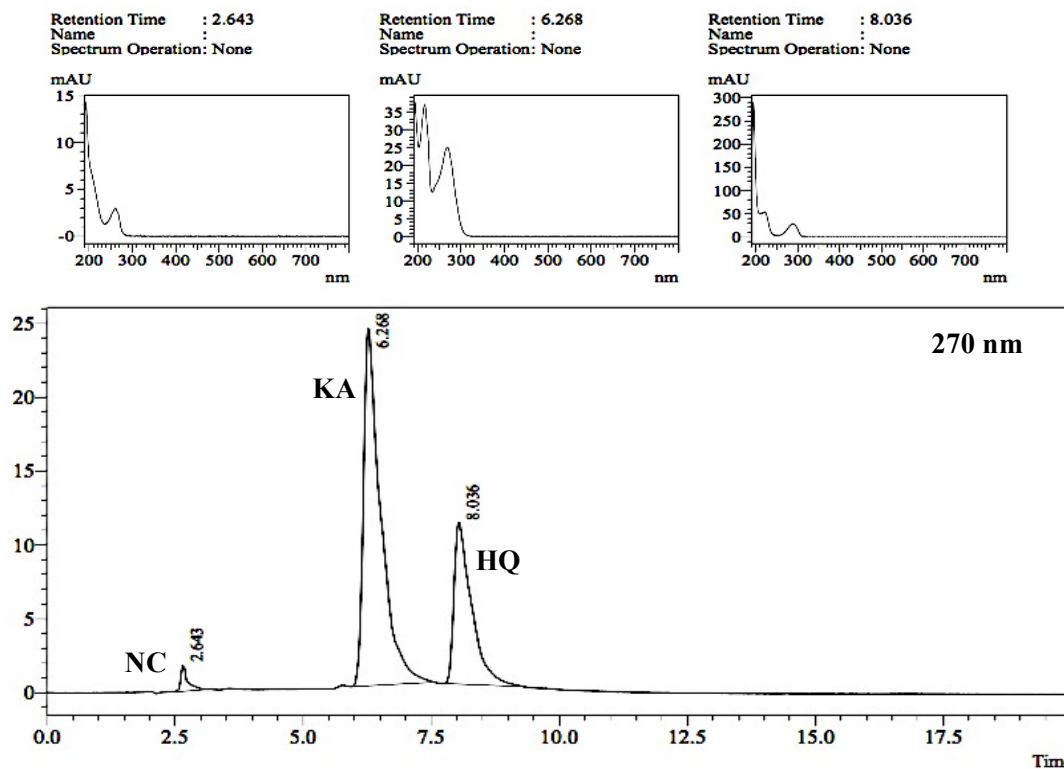 Retention Time : 2.643
Name :
Spectrum Operation: None
Retention Time : 6.268
Name :
Spectrum Operation: None
Retention Time : 8.036
Name :
Spectrum Operation: None
mAU
15
10
5
-0
200 300 400 500 600 700
nm
mAU
35
30
25
20
15
10
5
0
200 300 400 500 600 700
nm
mAU
300
250
200
150
100
50
0
200 300 400 500 600 700
nm
25
20
15
10
5
0
270 nm
6.268
KA
8.036
HQ
2.643
NC
0.0 2.5 5.0 7.5 10.0 12.5 15.0 17.5
Tim